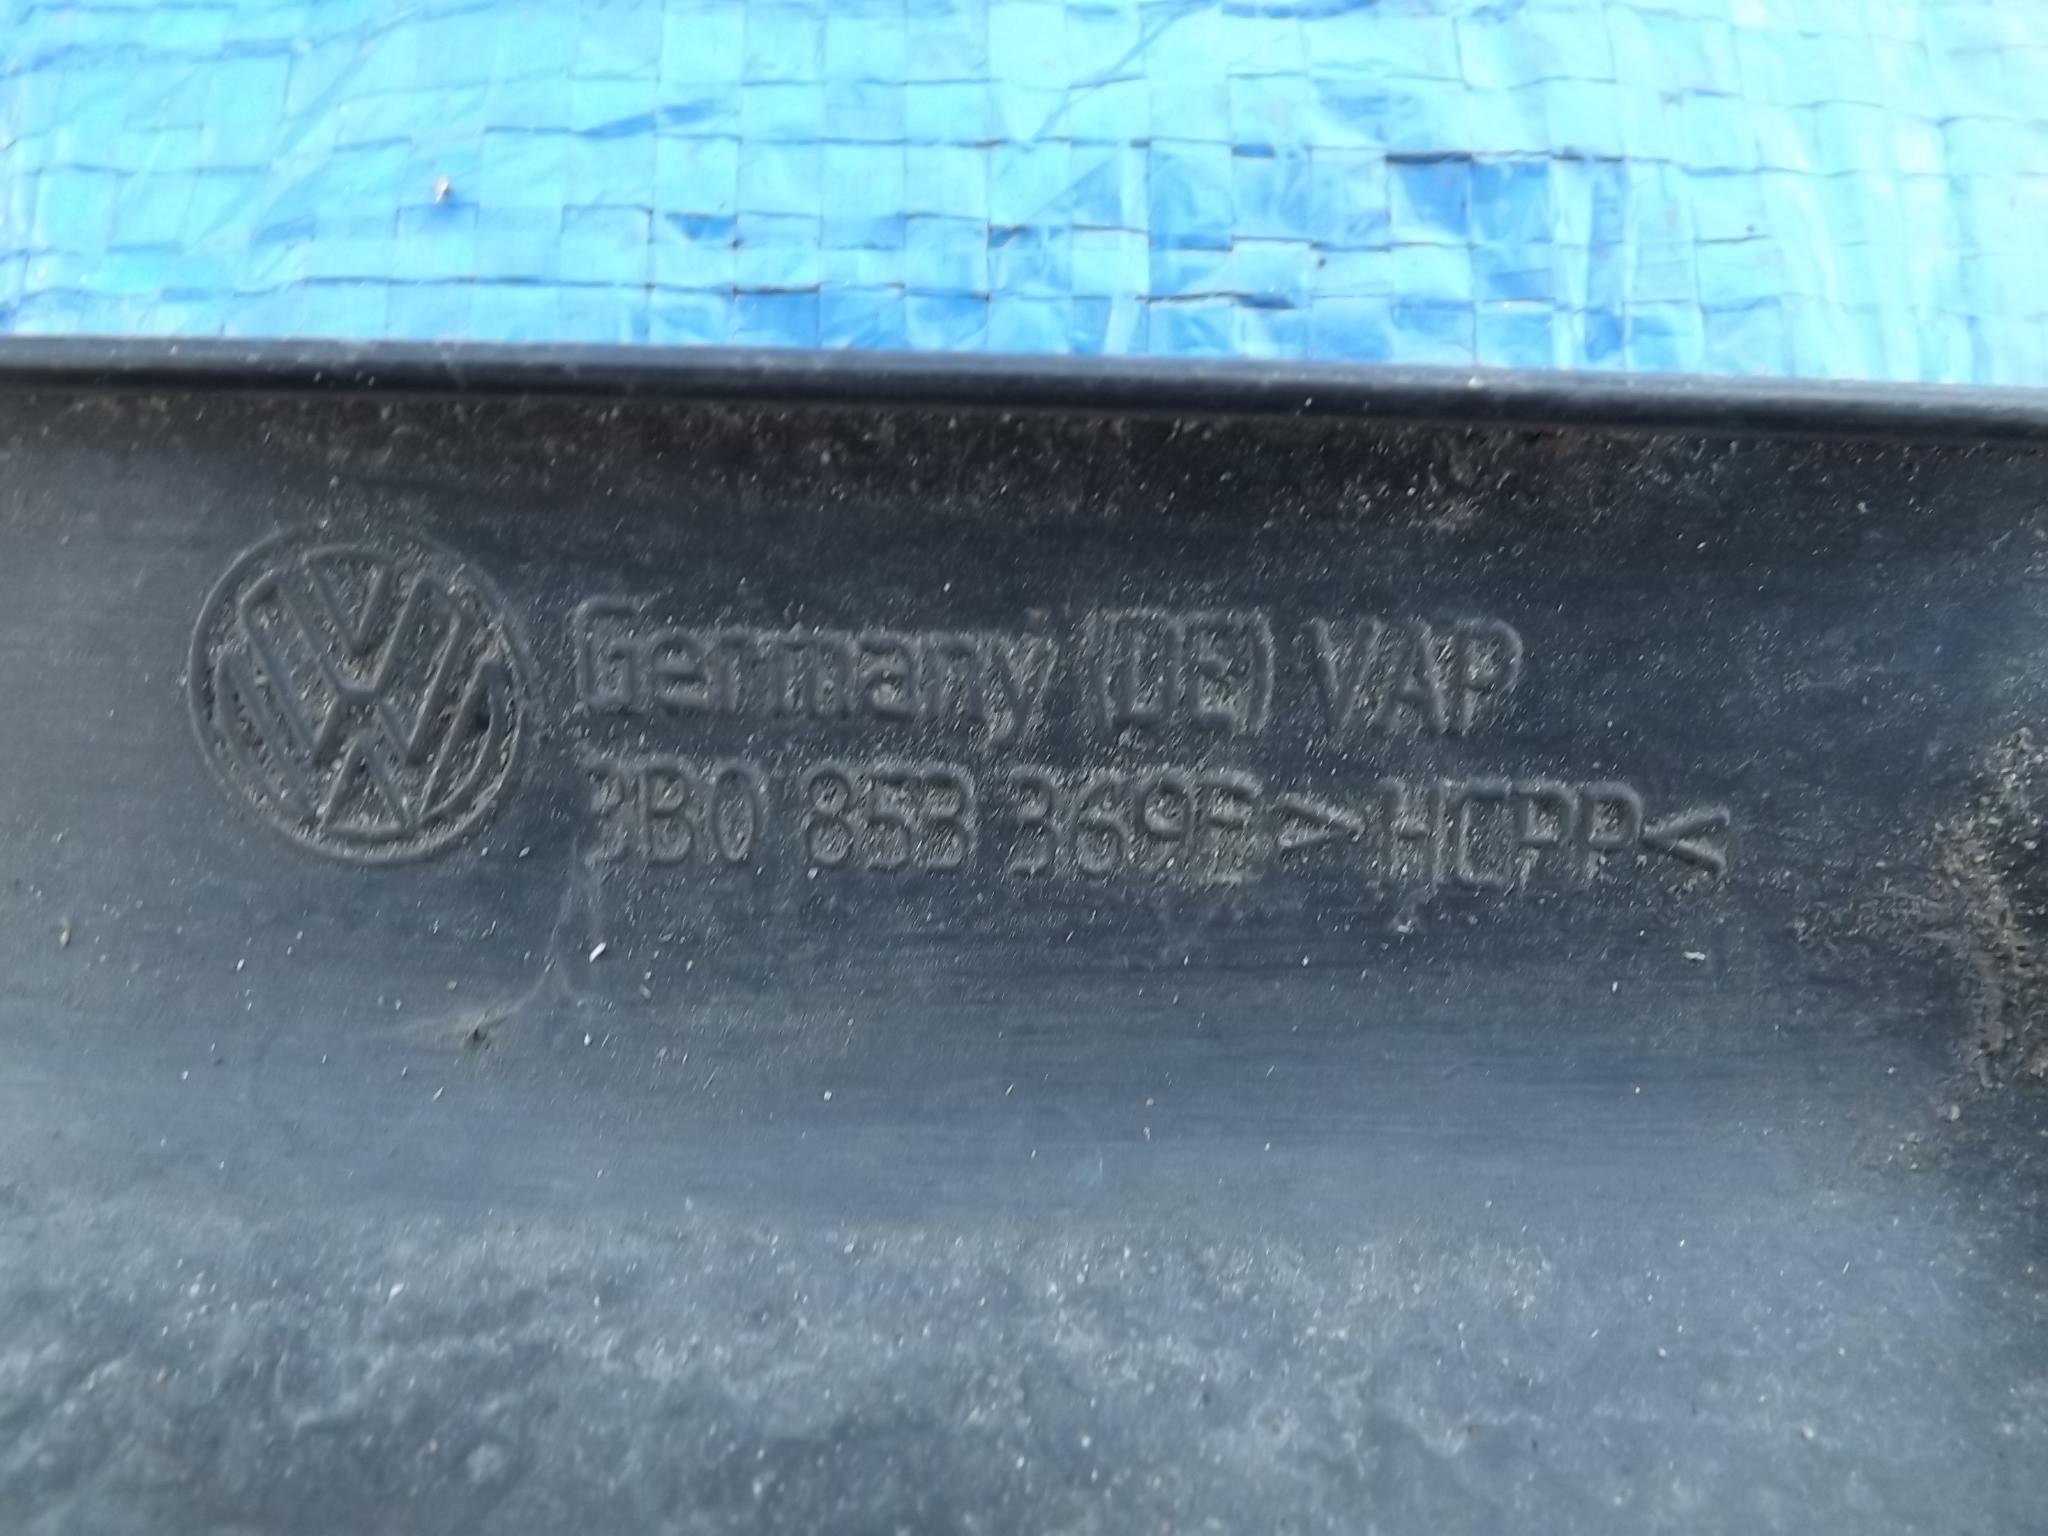 Germany (DE) VAP
3B0 853 369E >HCPP<